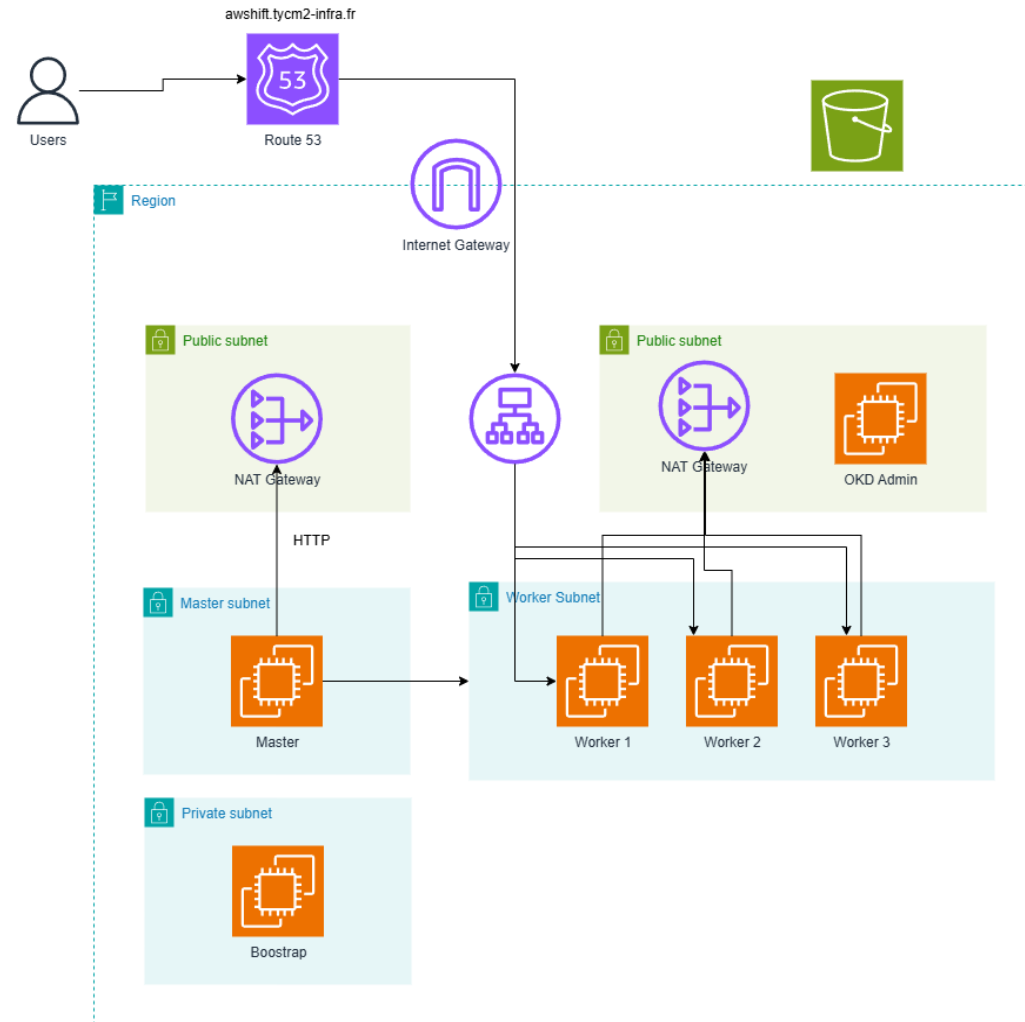 awshift.tycm2-infra.fr
53
Users
Route 53
Region
Internet Gateway
Public subnet
Public subnet
NAT Gateway
NAT Gateway
OKD Admin
HTTP
Master subnet
Worker Subnet
Master
Worker 1
Worker 2
Worker 3
Private subnet
Boostrap